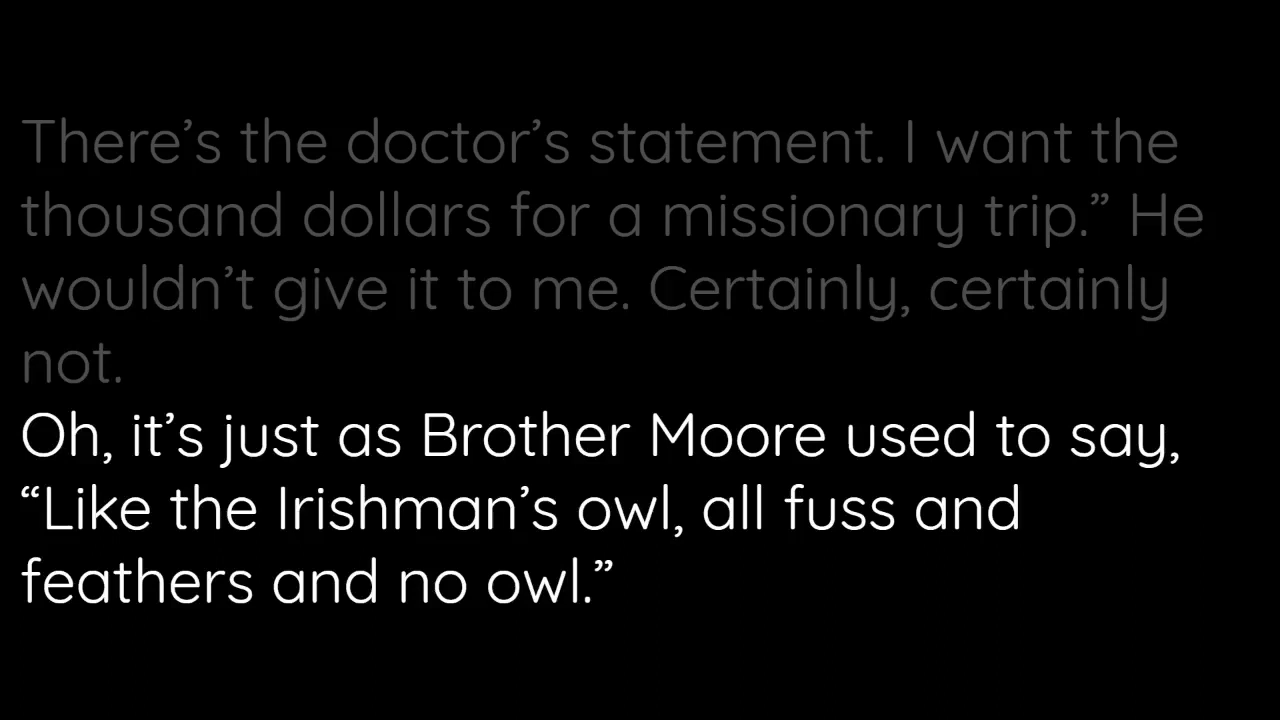 There’s the doctor’s statement. I want the
thousand dollars for a missionary trip.” He
wouldn’t give it to me. Certainly, certainly
not.
Oh, it’s just as Brother Moore used to say,
“Like the Irishman’s owl, all fuss and
feathers and no owl.”